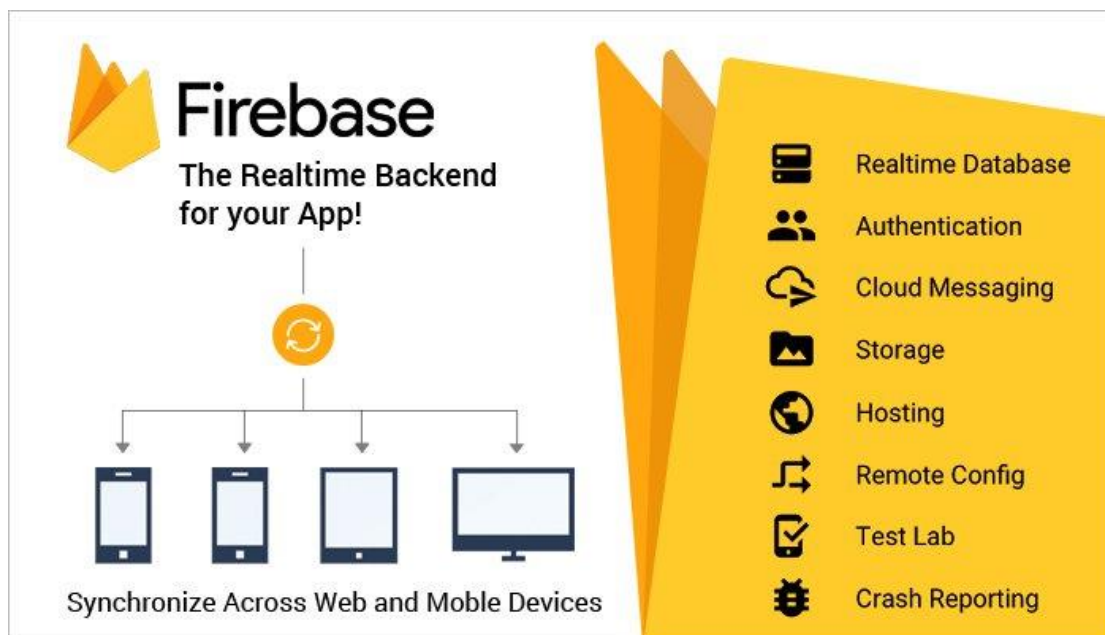 Firebase
The Realtime Backend
for your App!
Synchronize Across Web and Moble Devices
Realtime Database
Authentication
Cloud Messaging
Storage
Hosting
Remote Config
Test Lab
Crash Reporting